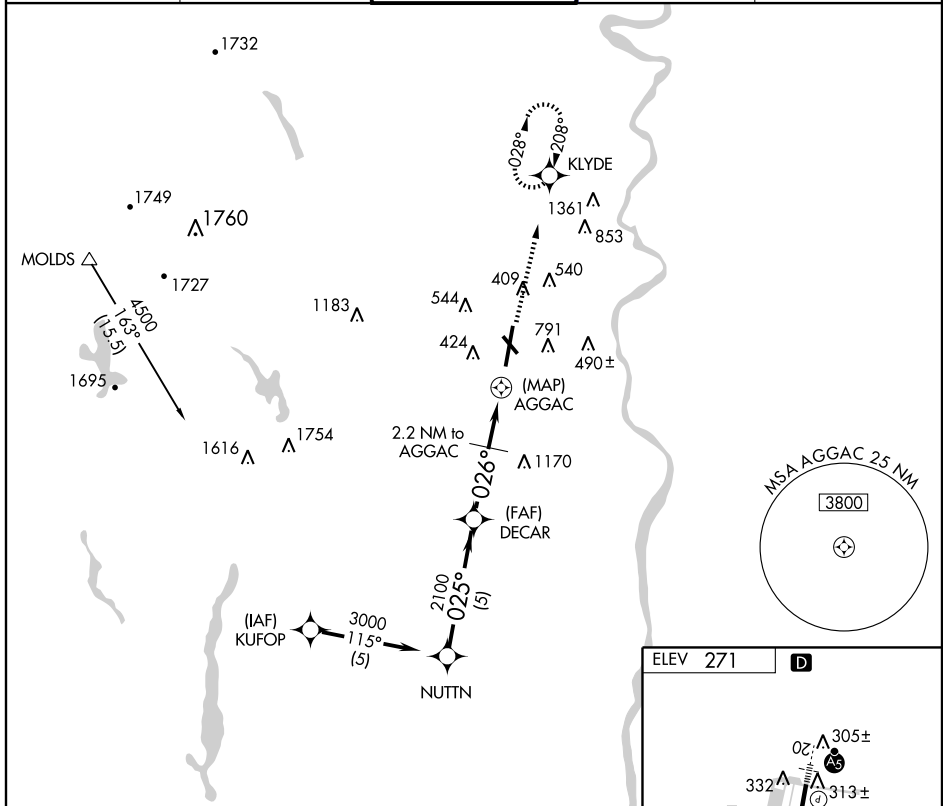 1732
028°
208°
KLYDE
1749
1760
1361
853
MOLDS
1727
409
540
4500
163°
(15.5)
1183
544
424
791
490±
1695
(MAP)
AGGAC
2.2 NM to
AGGAC
1616
1754
1170
026°
MSA AGGAC 25 NM
3800
(FAF)
DECAR
2100
025°
(5)
(IAF)
KUFOP
3000
115°
(5)
NUTTN
ELEV 271 D
20
305±
A5
332
313±
P